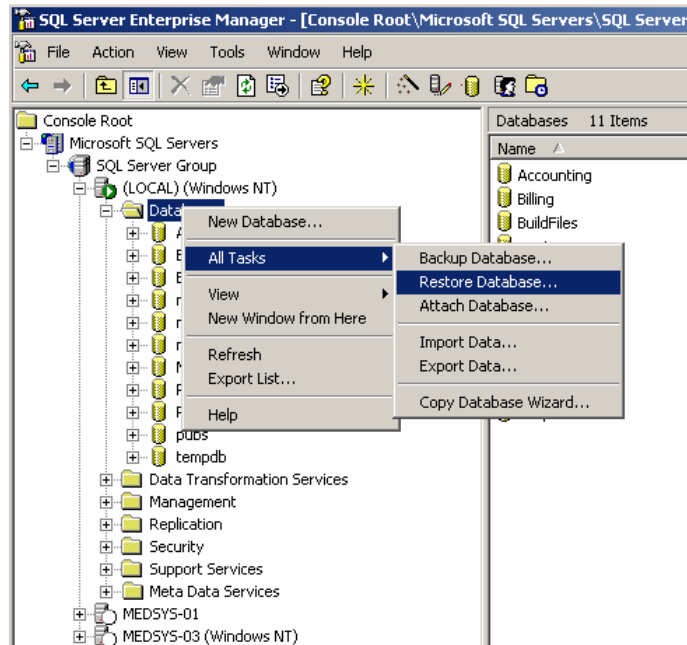 SQL Server Enterprise Manager - [Console Root\Microsoft SQL Servers\SQL Server
File Action View Tools Window Help
Console Root
Microsoft SQL Servers
SQL Server Group
(LOCAL) (Windows NT)
Databases 11 Items
Name
Accounting
Billing
BuildFiles
New Database...
All Tasks
View
New Window from Here
Refresh
Export List...
Help
Backup Database...
Restore Database...
Attach Database...
Import Data...
Export Data...
Copy Database Wizard...
pubs
tempdb
Data Transformation Services
Management
Replication
Security
Support Services
Meta Data Services
MEDSYS-01
MEDSYS-03 (Windows NT)